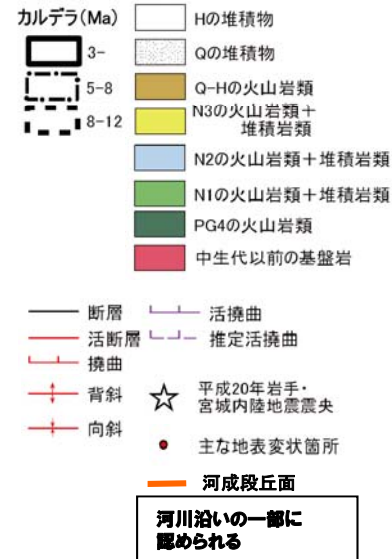 カルデラ(Ma)
3-
5-8
8-12
Hの堆積物
Qの堆積物
Q-Hの火山岩類
N3の火山岩類+
堆積岩類
N2の火山岩類+堆積岩類
N1の火山岩類+堆積岩類
PG4の火山岩類
中生代以前の基盤岩
断層
活断層
撓曲
背斜
向斜
活撓曲
推定活撓曲
平成20年岩手・
宮城内陸地震震央
主な地表変状箇所
河成段丘面
河川沿いの一部に
認められる